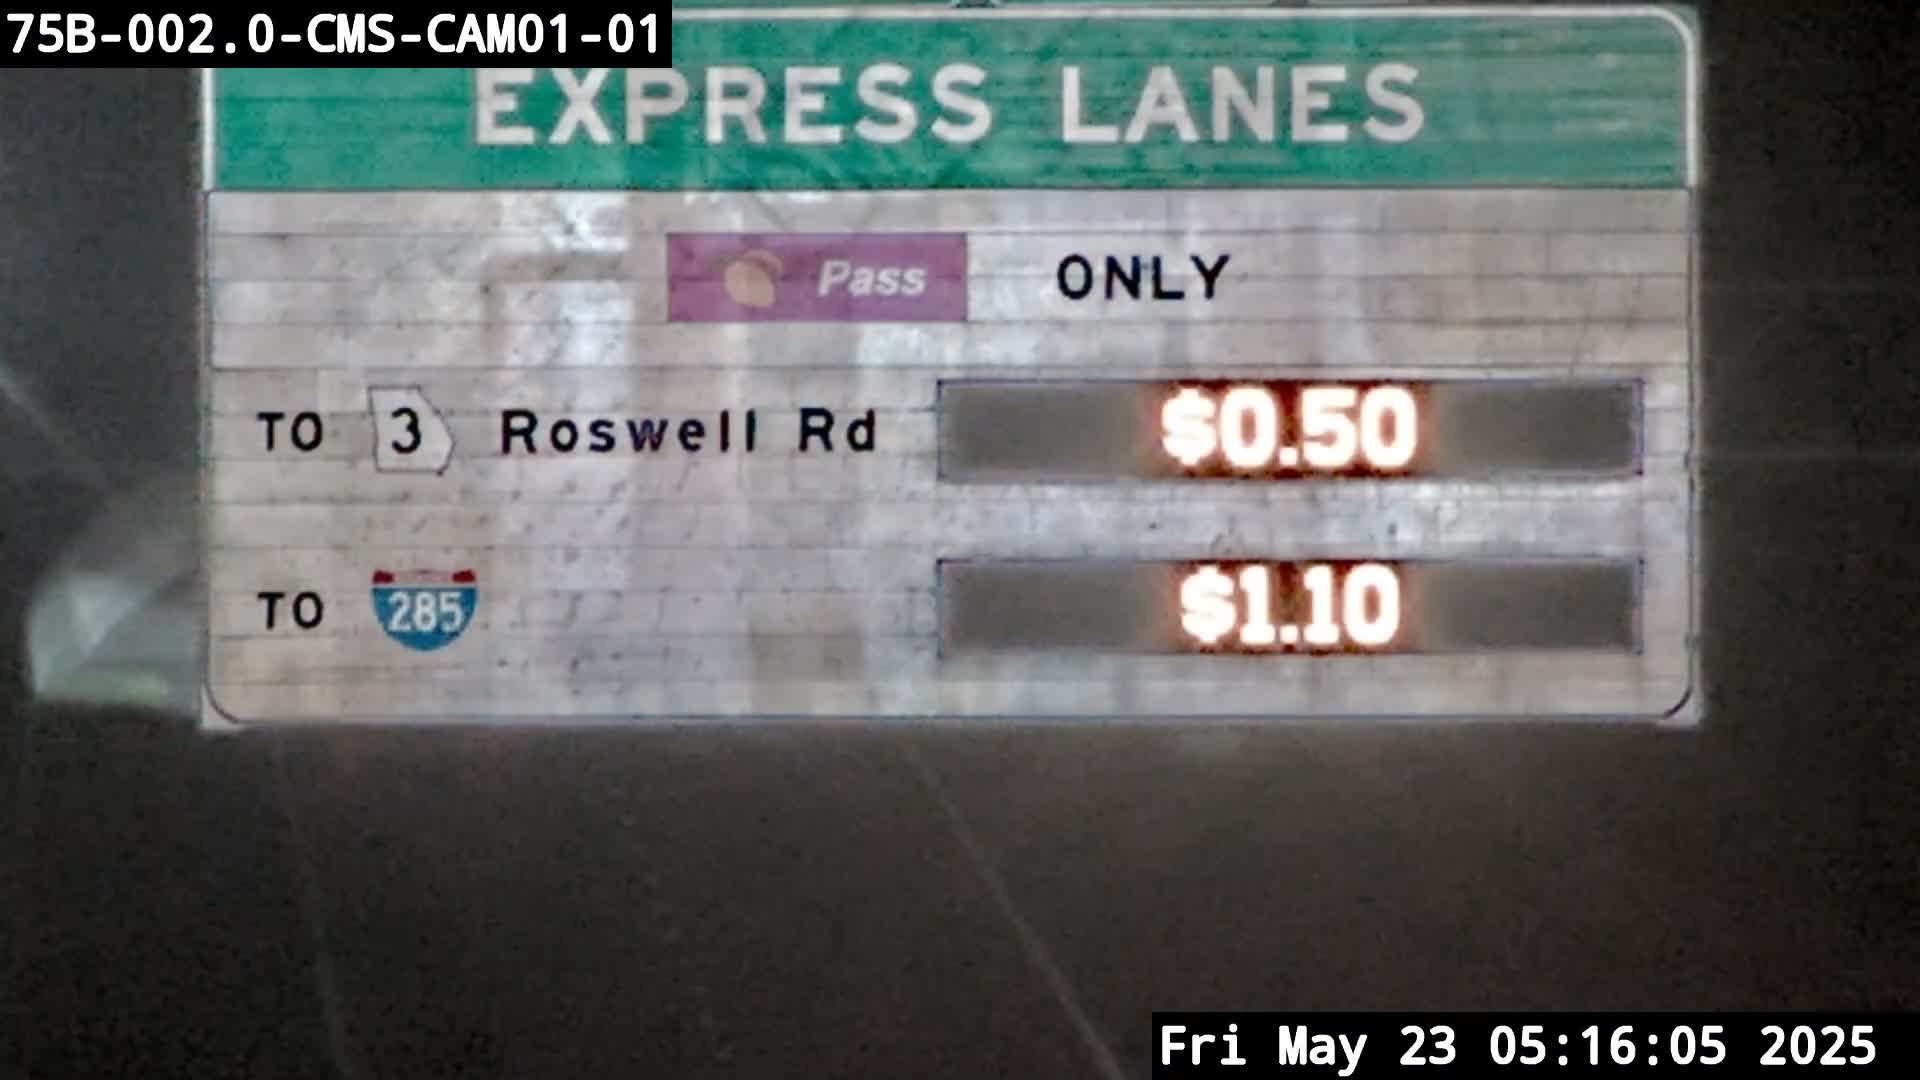 75B-002.0-CMS-CAM01-01
EXPRESS LANES
Pass ONLY
TO 3 Roswell Rd $0.50
TO 285 $1.10
Fri May 23 05:16:05 2025